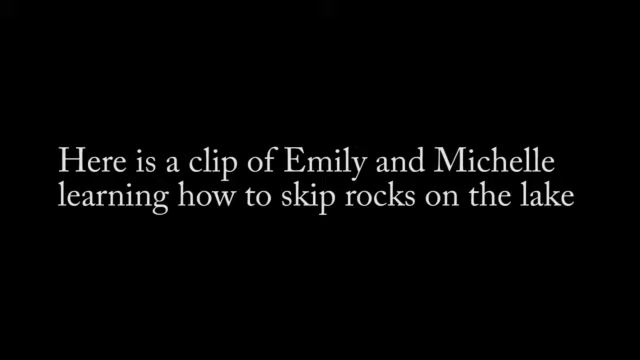 Here is a clip of Emily and Michelle
learning how to skip rocks on the lake